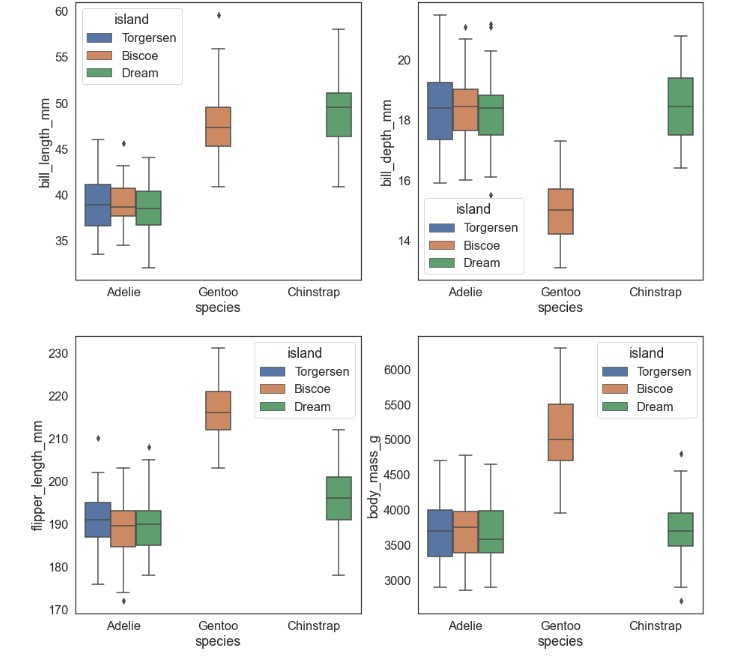 60
55
50
45
40
35
bill_length_mm
island
Torgersen
Biscoe
Dream
Adelie
Gentoo
Chinstrap
species
20
18
16
14
bill_depth_mm
island
Torgersen
Biscoe
Dream
Adelie
Gentoo
Chinstrap
species
230
220
210
200
190
180
170
flipper_length_mm
island
Torgersen
Biscoe
Dream
Adelie
Gentoo
Chinstrap
species
6000
5500
5000
4500
4000
3500
3000
body_mass_g
island
Torgersen
Biscoe
Dream
Adelie
Gentoo
Chinstrap
species